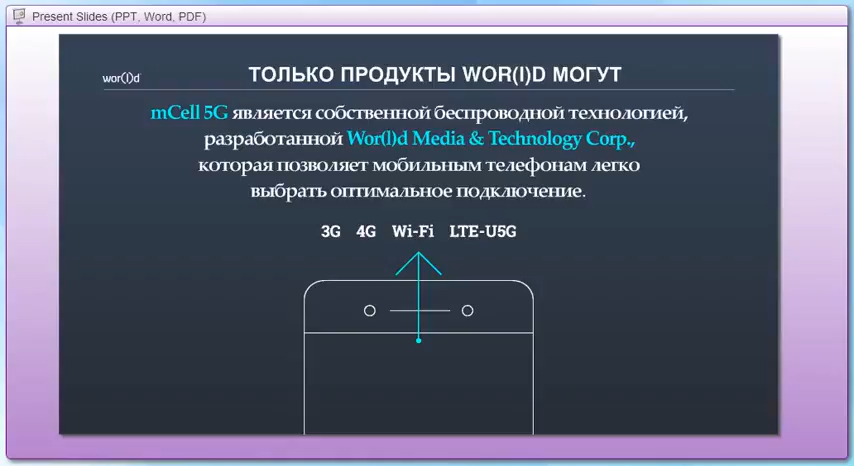 Present Slides (PPT, Word, PDF)
wor(l)d
ТОЛЬКО ПРОДУКТЫ WOR(l)D МОГУТ
mCell 5G является собственной беспроводной технологией,
разработанной Wor(l)d Media & Technology Corp.,
которая позволяет мобильным телефонам легко
выбрать оптимальное подключение.
3G 4G Wi-Fi LTE-U5G